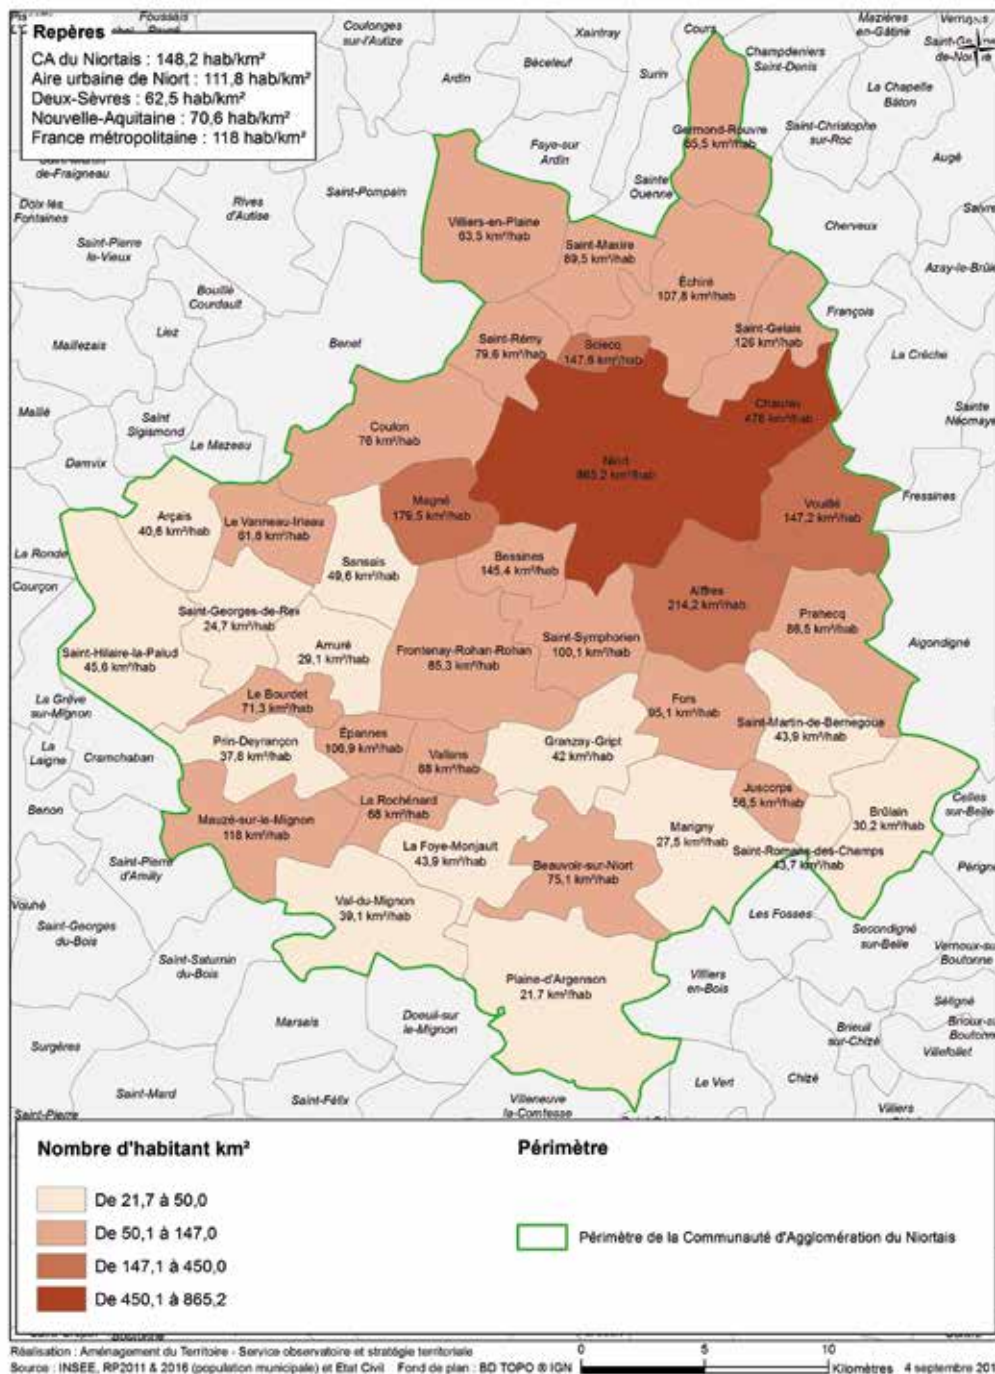 Repères
CA du Niortais : 148,2 hab/km²
Aire urbaine de Niort : 111,8 hab/km²
Deux-Sèvres : 62,5 hab/km²
Nouvelle-Aquitaine : 70,6 hab/km²
France métropolitaine : 118 hab/km²
Foussais
Coulonges
sur-l'Autize
Xaintray
Cours
Mazières
en-Gâtine
Béceleuf
Surin
Ardin
Champdeniers
Saint-Denis
La Chapelle
Bâton
Germond-Rouvre
65,5 km²/hab
Saint-Christophe
sur-Roc
Augé
de-Fraigneau
Faye-sur
Ardin
Sainte
Ouenne
Saint-Pompain
Rives
d'Autise
Doix lès
Fontaines
Saint-Pierre
le-Vieux
Villiers-en-Plaine
63,5 km²/hab
Saint-Maxire
89,5 km²/hab
Cherveux
Échiré
107,8 km²/hab
Bouillé
Courdault
François
Liez
Maillezais
Benet
Saint-Rémy
79,6 km²/hab
Sciecq
147,6 km²/hab
Saint-Gelais
126 km²/hab
La Crèche
Maillé
Saint
Sigismond
Le Mazeau
Damvix
Coulon
76 km²/hab
Chauray
476 km²/hab
Niort
865,2 km²/hab
Magné
179,5 km²/hab
Vouillé
147,2 km²/hab
Fressines
Arçais
40,6 km²/hab
Le Vanneau-Irleau
61,8 km²/hab
La Ronde
Courçon
Sansais
49,6 km²/hab
Bessines
145,4 km²/hab
Aiffres
214,2 km²/hab
Prahecq
86,5 km²/hab
Saint-Georges-de-Rex
24,7 km²/hab
Saint-Hilaire-la-Palud
45,6 km²/hab
Amuré
29,1 km²/hab
Frontenay-Rohan-Rohan
85,3 km²/hab
Saint-Symphorien
100,1 km²/hab
Aigondigné
La Grève
sur-Mignon
Le Bourdet
71,3 km²/hab
Fors
95,1 km²/hab
Saint-Martin-de-Bernegoue
43,9 km²/hab
La
Laigne
Cramchaban
Prin-Deyrançon
37,8 km²/hab
Épannes
106,9 km²/hab
Vallans
88 km²/hab
Granzay-Gript
42 km²/hab
Benon
Mauzé-sur-le-Mignon
118 km²/hab
La Rochénard
68 km²/hab
Juscorps
56,5 km²/hab
Brûlain
30,2 km²/hab
Celles
sur-Belle
La Foye-Monjault
43,9 km²/hab
Marigny
27,5 km²/hab
Saint-Romans-des-Champs
43,7 km²/hab
Beauvoir-sur-Niort
75,1 km²/hab
Saint-Pierre
d'Amilly
Val-du-Mignon
39,1 km²/hab
Vouhé
Saint-Georges
du-Bois
Les Fosses
Secondigné
sur-Belle
Saint-Saturnin
du-Bois
Vernoux-sur
Boutonne
Plaine-d'Argenson
21,7 km²/hab
Villiers
en-Bois
Marsais
Doeuil-sur
le-Mignon
Séligné
Brieuil
sur-Chizé
Villefollet
Surgères
Saint-Mard
Saint-Félix
Villeneuve
la-Comtesse
Le Vert
Chizé
Villiers
Saint-Pierre
Nombre d'habitant km²
De 21,7 à 50,0
De 50,1 à 147,0
De 147,1 à 450,0
De 450,1 à 865,2
Périmètre
Périmètre de la Communauté d'Agglomération du Niortais
Réalisation : Aménagement du Territoire - Service observatoire et stratégie territoriale
Source : INSEE, RP2011 & 2016 (population municipale) et Etat Civil Fond de plan : BD TOPO ® IGN
0 5 10
Kilomètres 4 septembre 201